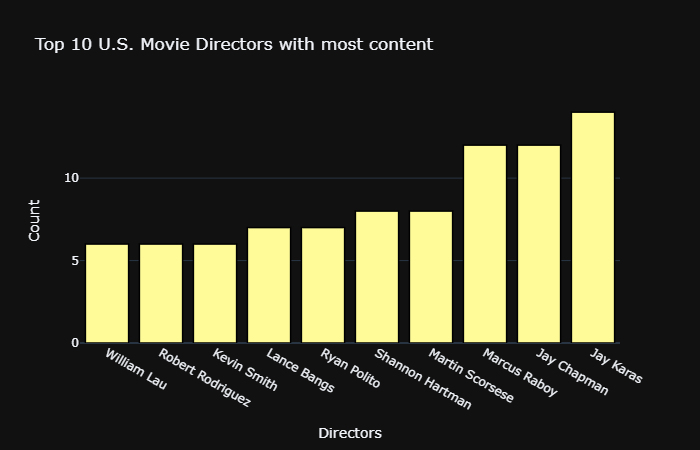 Top 10 U.S. Movie Directors with most content
Count
10
5
0
William Lau
Robert Rodriguez
Kevin Smith
Lance Bangs
Ryan Polito
Shannon Hartman
Martin Scorsese
Marcus Raboy
Jay Chapman
Jay Karas
Directors